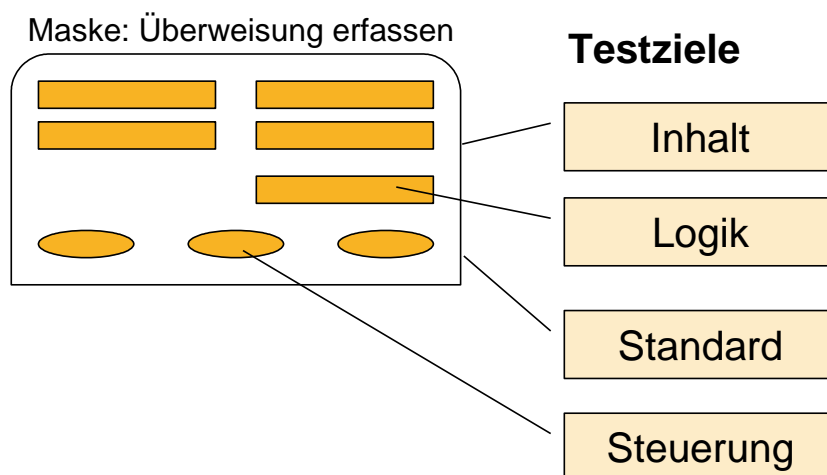 Maske: Überweisung erfassen
Testziele
Inhalt
Logik
Standard
Steuerung